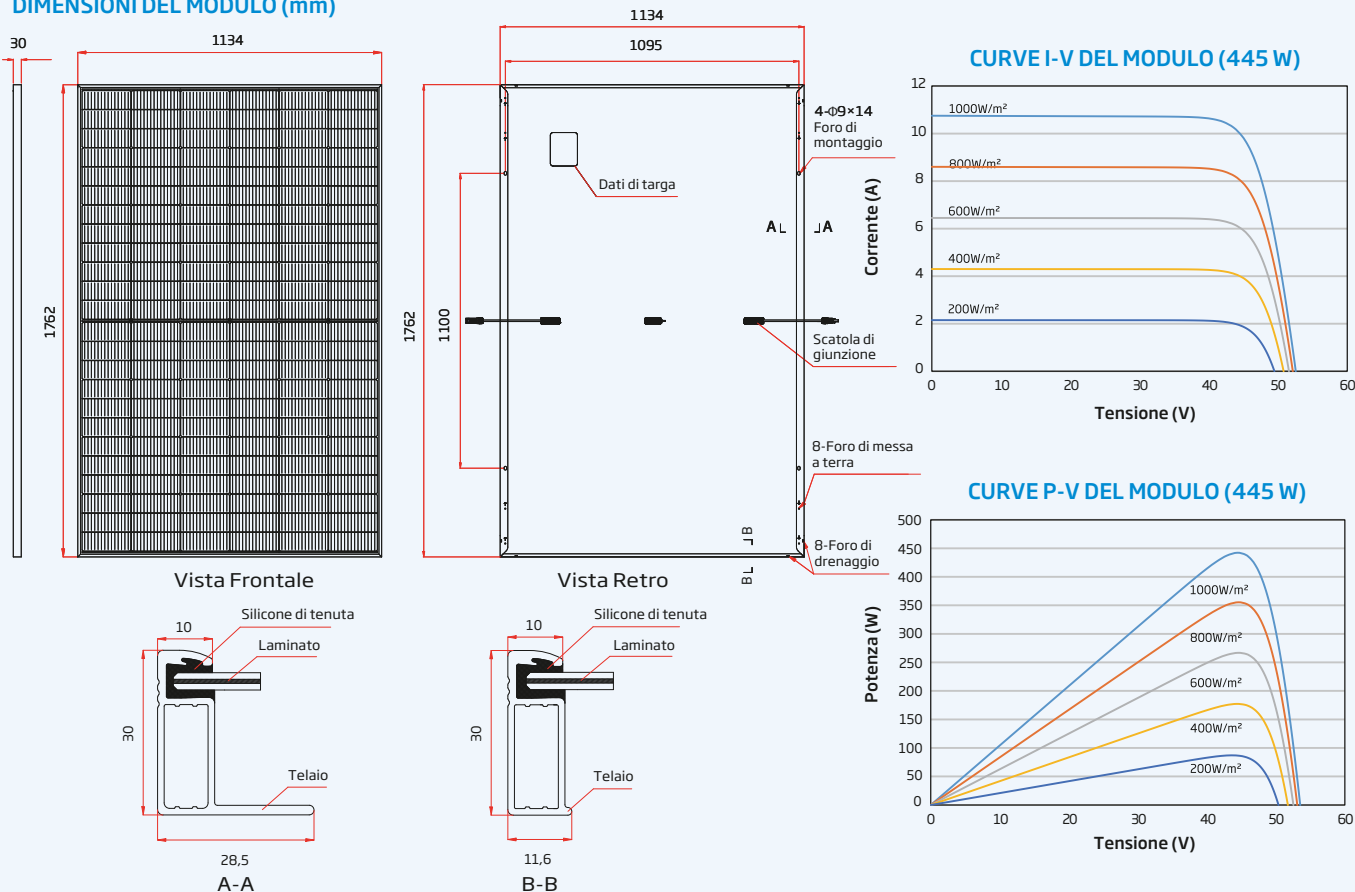 DIMENSIONI DEL MODULO (mm)
30
1134
1762
Vista Frontale
1134
1095
1762
1100
4-Φ9×14
Foro di
montaggio
Dati di targa
A
A
Scatola di
giunzione
8-Foro di messa
a terra
8-Foro di
drenaggio
B
B
Vista Retro
10
Silicone di tenuta
Laminato
30
Telaio
28,5
A-A
10
Silicone di tenuta
Laminato
30
Telaio
11,6
B-B
CURVE I-V DEL MODULO (445 W)
Corrente (A)
12
10
8
6
4
2
0
1000W/m²
800W/m²
600W/m²
400W/m²
200W/m²
0 10 20 30 40 50 60
Tensione (V)
CURVE P-V DEL MODULO (445 W)
Potenza (W)
500
450
400
350
300
250
200
150
100
50
0
1000W/m²
800W/m²
600W/m²
400W/m²
200W/m²
0 10 20 30 40 50 60
Tensione (V)